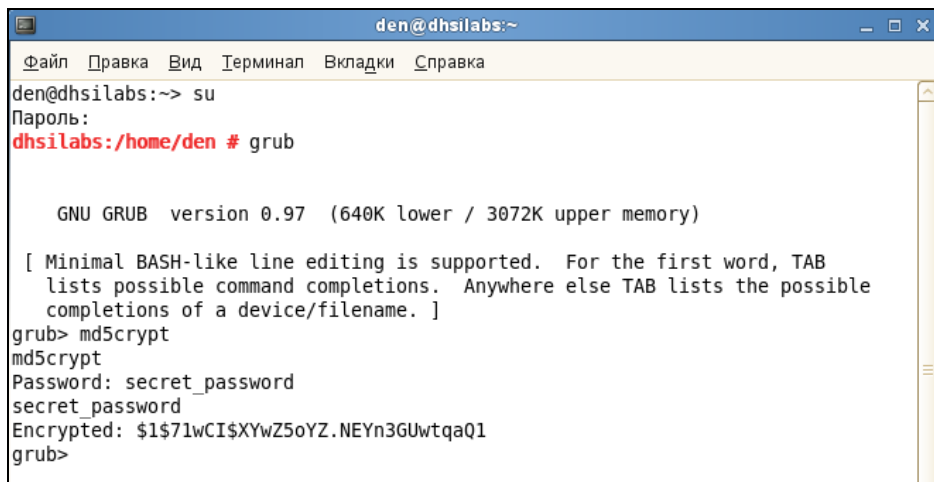 den@dhsilabs:~
Файл Правка Вид Терминал Вкладки Справка
den@dhsilabs:~> su
Пароль:
dhsilabs:/home/den # grub
GNU GRUB version 0.97 (640K lower / 3072K upper memory)
[ Minimal BASH-like line editing is supported. For the first word, TAB
lists possible command completions. Anywhere else TAB lists the possible
completions of a device/filename. ]
grub> md5crypt
md5crypt
Password: secret_password
secret_password
Encrypted: $1$71wCI$XYwZ5oYZ.NEYn3GUwtqaQ1
grub>